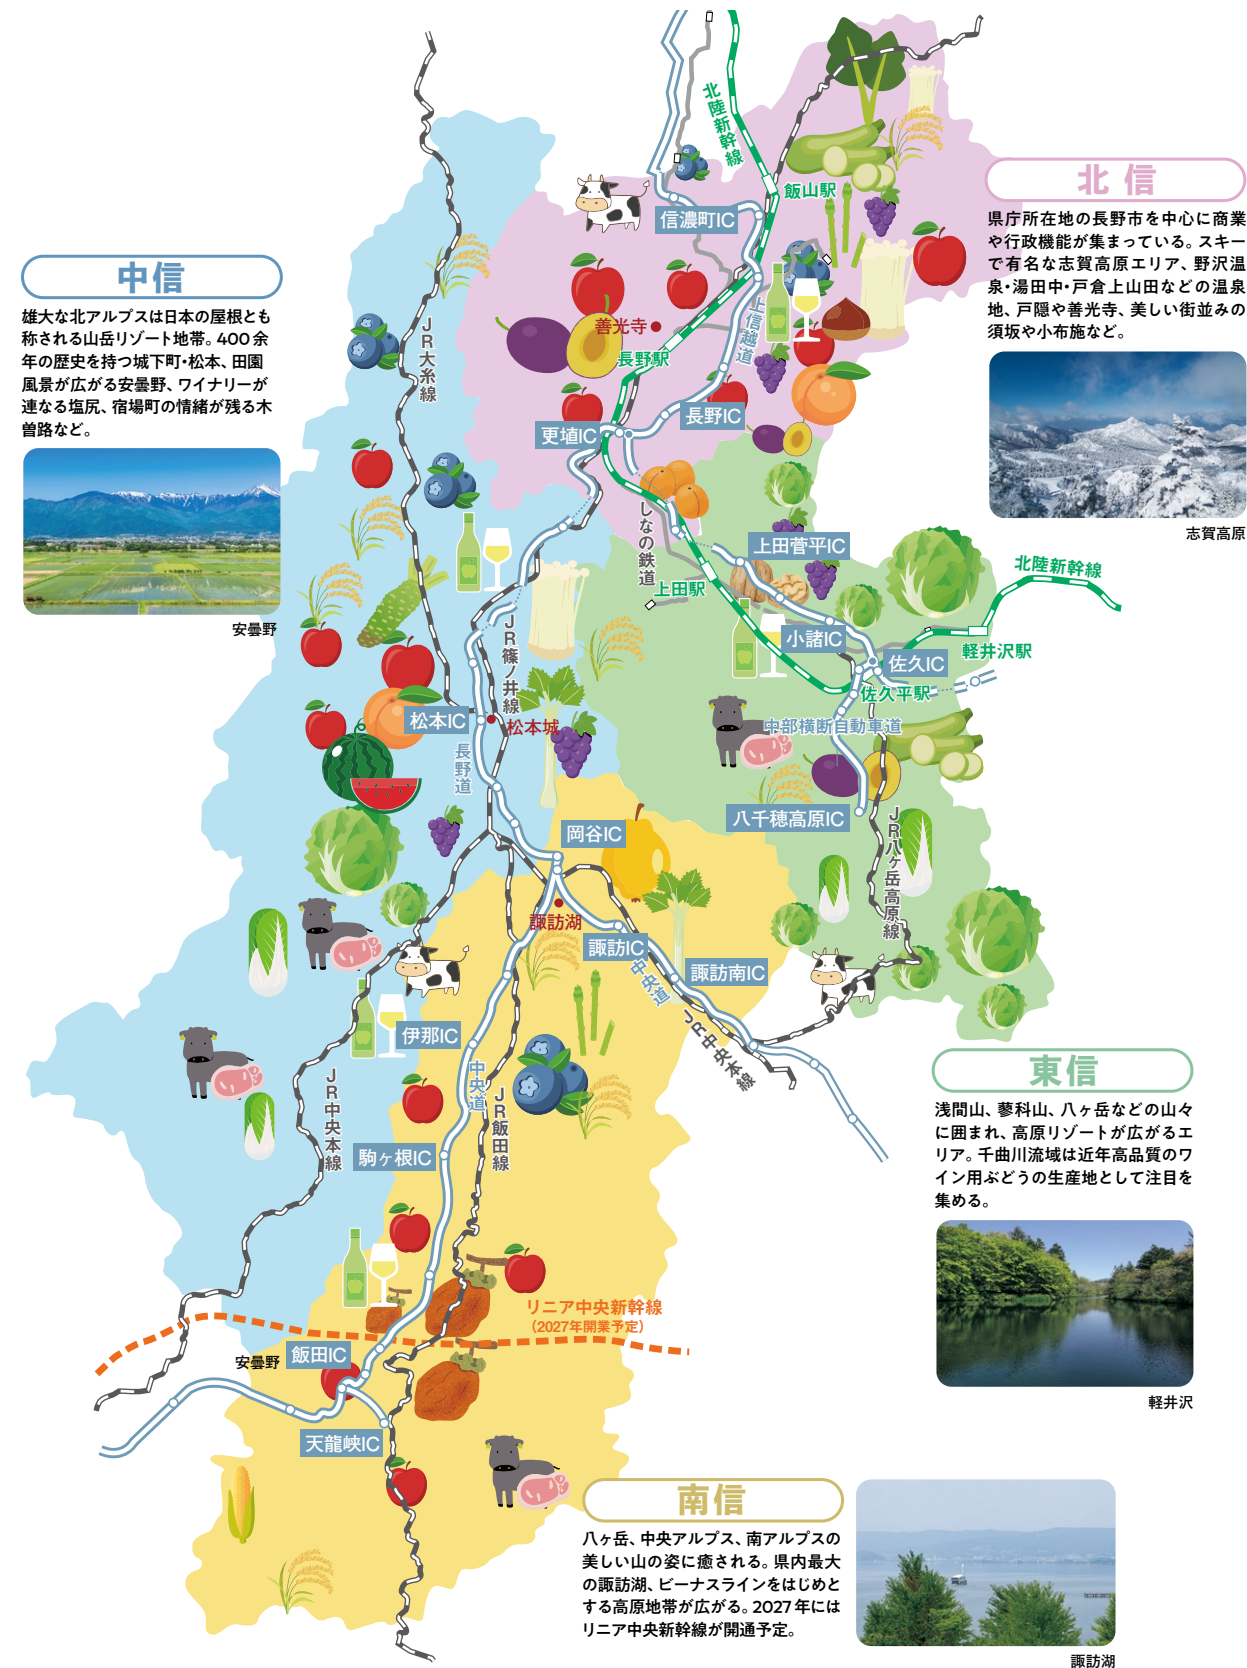 北信
県庁所在地の長野市を中心に商業
や行政機能が集まっている。スキー
で有名な志賀高原エリア、野沢温
泉・湯田中・戸倉上山田などの温泉
地、戸隠や善光寺、美しい街並みの
須坂や小布施など。
志賀高原
中信
雄大な北アルプスは日本の屋根とも
称される山岳リゾート地帯。400余
年の歴史を持つ城下町・松本、田園
風景が広がる安曇野、ワイナリーが
連なる塩尻、宿場町の情緒が残る木
曽路など。
安曇野
北陸新幹線
飯山駅
信濃町IC
JR大糸線
善光寺
上信越道
長野駅
長野IC
更埴IC
しなの鉄道
上田菅平IC
上田駅
北陸新幹線
小諸IC
軽井沢駅
佐久IC
佐久平駅
JR篠ノ井線
松本IC
松本城
中部横断自動車道
長野道
八千穂高原IC
岡谷IC
JR八ヶ岳高原線
諏訪湖
諏訪IC
中央道
諏訪南IC
JR中央本線
伊那IC
中央道
JR飯田線
JR中央本線
駒ヶ根IC
リニア中央新幹線
（2027年開業予定）
安曇野
飯田IC
天龍峡IC
東信
浅間山、蓼科山、八ヶ岳などの山々
に囲まれ、高原リゾートが広がるエ
リア。千曲川流域は近年高品質のワ
イン用ぶどうの生産地として注目を
集める。
軽井沢
南信
八ヶ岳、中央アルプス、南アルプスの
美しい山の姿に癒される。県内最大
の諏訪湖、ビーナスラインをはじめと
する高原地帯が広がる。2027年には
リニア中央新幹線が開通予定。
諏訪湖